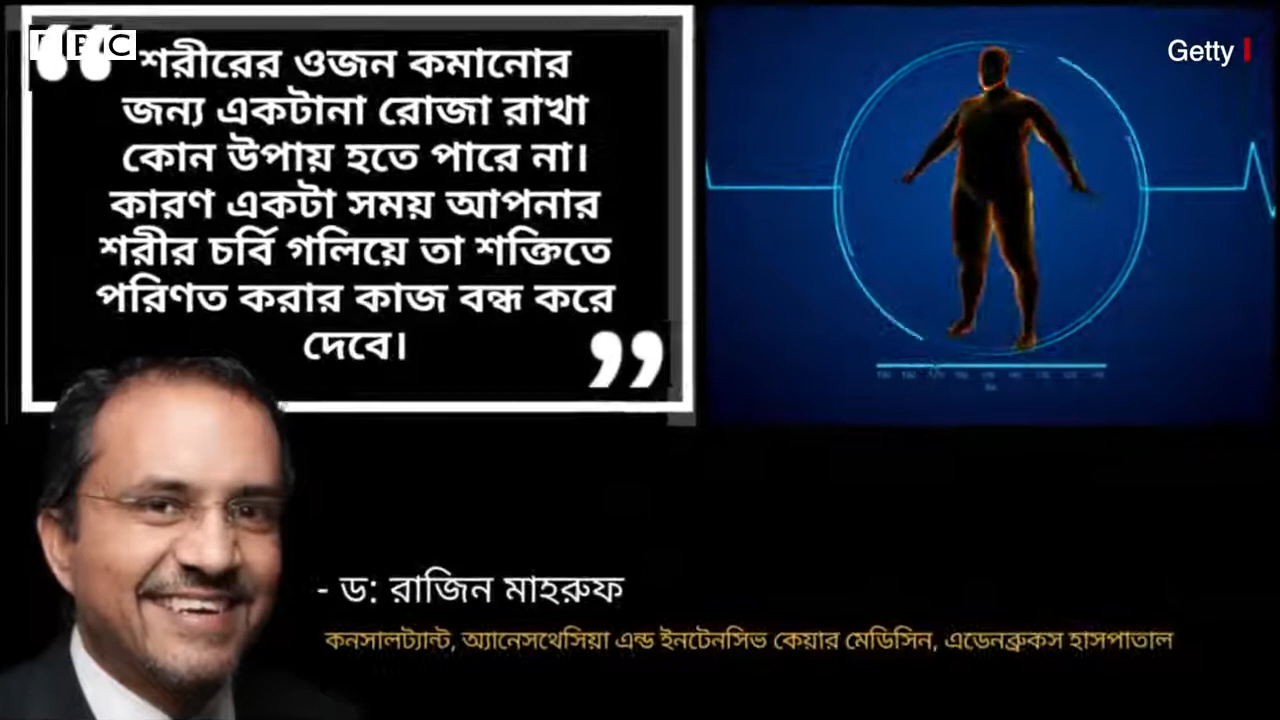 BBC
শরীরের ওজন কমানোর
জন্য একটানা রোজা রাখা
কোন উপায় হতে পারে না।
কারণ একটা সময় আপনার
শরীর চর্বি গলিয়ে তা শক্তিতে
পরিণত করার কাজ বন্ধ করে
দেবে।
Getty
- ড: রাজিন মাহরুফ
কনসালট্যান্ট, অ্যানেসথেসিয়া এন্ড ইনটেনসিভ কেয়ার মেডিসিন, এডেনব্রুকস হাসপাতাল